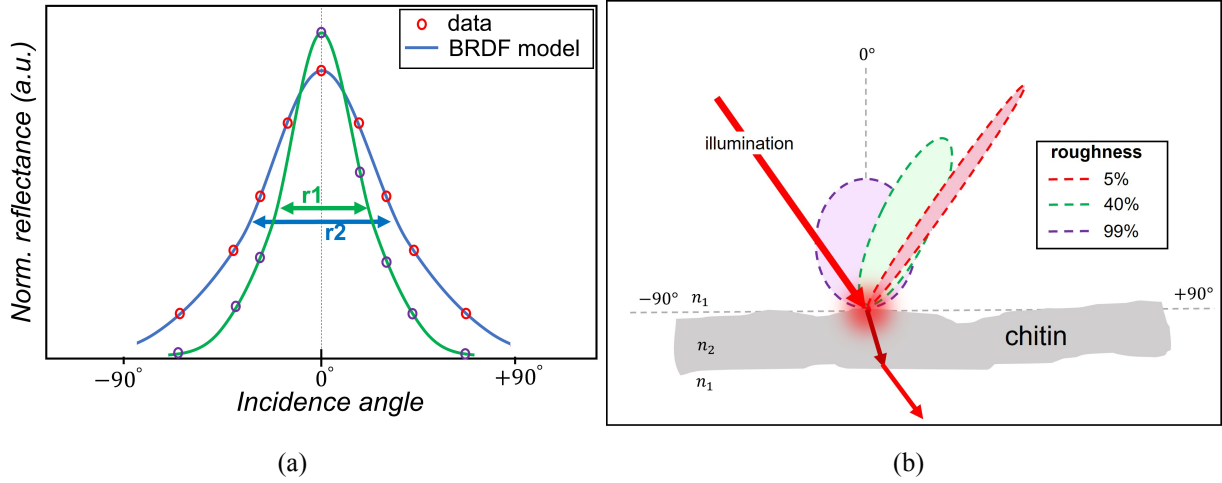 Norm. reflectance (a.u.)
data
BRDF model
r1
r2
−90°
0°
+90°
Incidence angle
(a)
0°
illumination
roughness
5%
40%
99%
−90°
n₁
+90°
n₂
chitin
n₁
(b)